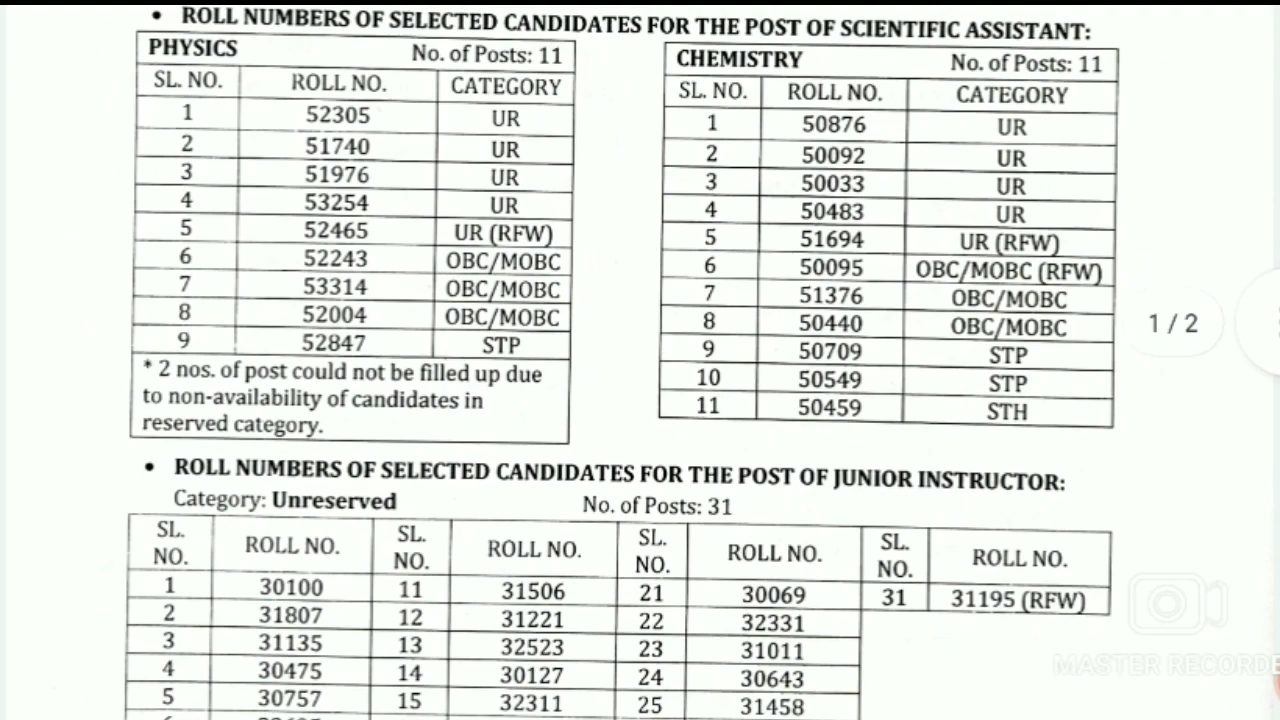 • ROLL NUMBERS OF SELECTED CANDIDATES FOR THE POST OF SCIENTIFIC ASSISTANT:
PHYSICS No. of Posts: 11
SL. NO. ROLL NO. CATEGORY
1 52305 UR
2 51740 UR
3 51976 UR
4 53254 UR
5 52465 UR (RFW)
6 52243 OBC/MOBC
7 53314 OBC/MOBC
8 52004 OBC/MOBC
9 52847 STP
* 2 nos. of post could not be filled up due
to non-availability of candidates in
reserved category.
CHEMISTRY No. of Posts: 11
SL. NO. ROLL NO. CATEGORY
1 50876 UR
2 50092 UR
3 50033 UR
4 50483 UR
5 51694 UR (RFW)
6 50095 OBC/MOBC (RFW)
7 51376 OBC/MOBC
8 50440 OBC/MOBC
9 50709 STP
10 50549 STP
11 50459 STH
1 / 2
• ROLL NUMBERS OF SELECTED CANDIDATES FOR THE POST OF JUNIOR INSTRUCTOR:
Category: Unreserved No. of Posts: 31
SL. NO. ROLL NO. SL. NO. ROLL NO. SL. NO. ROLL NO. SL. NO. ROLL NO.
1 30100 11 31506 21 30069 31 31195 (RFW)
2 31807 12 31221 22 32331
3 31135 13 32523 23 31011
4 30475 14 30127 24 30643
5 30757 15 32311 25 31458
MASTER RECORDE